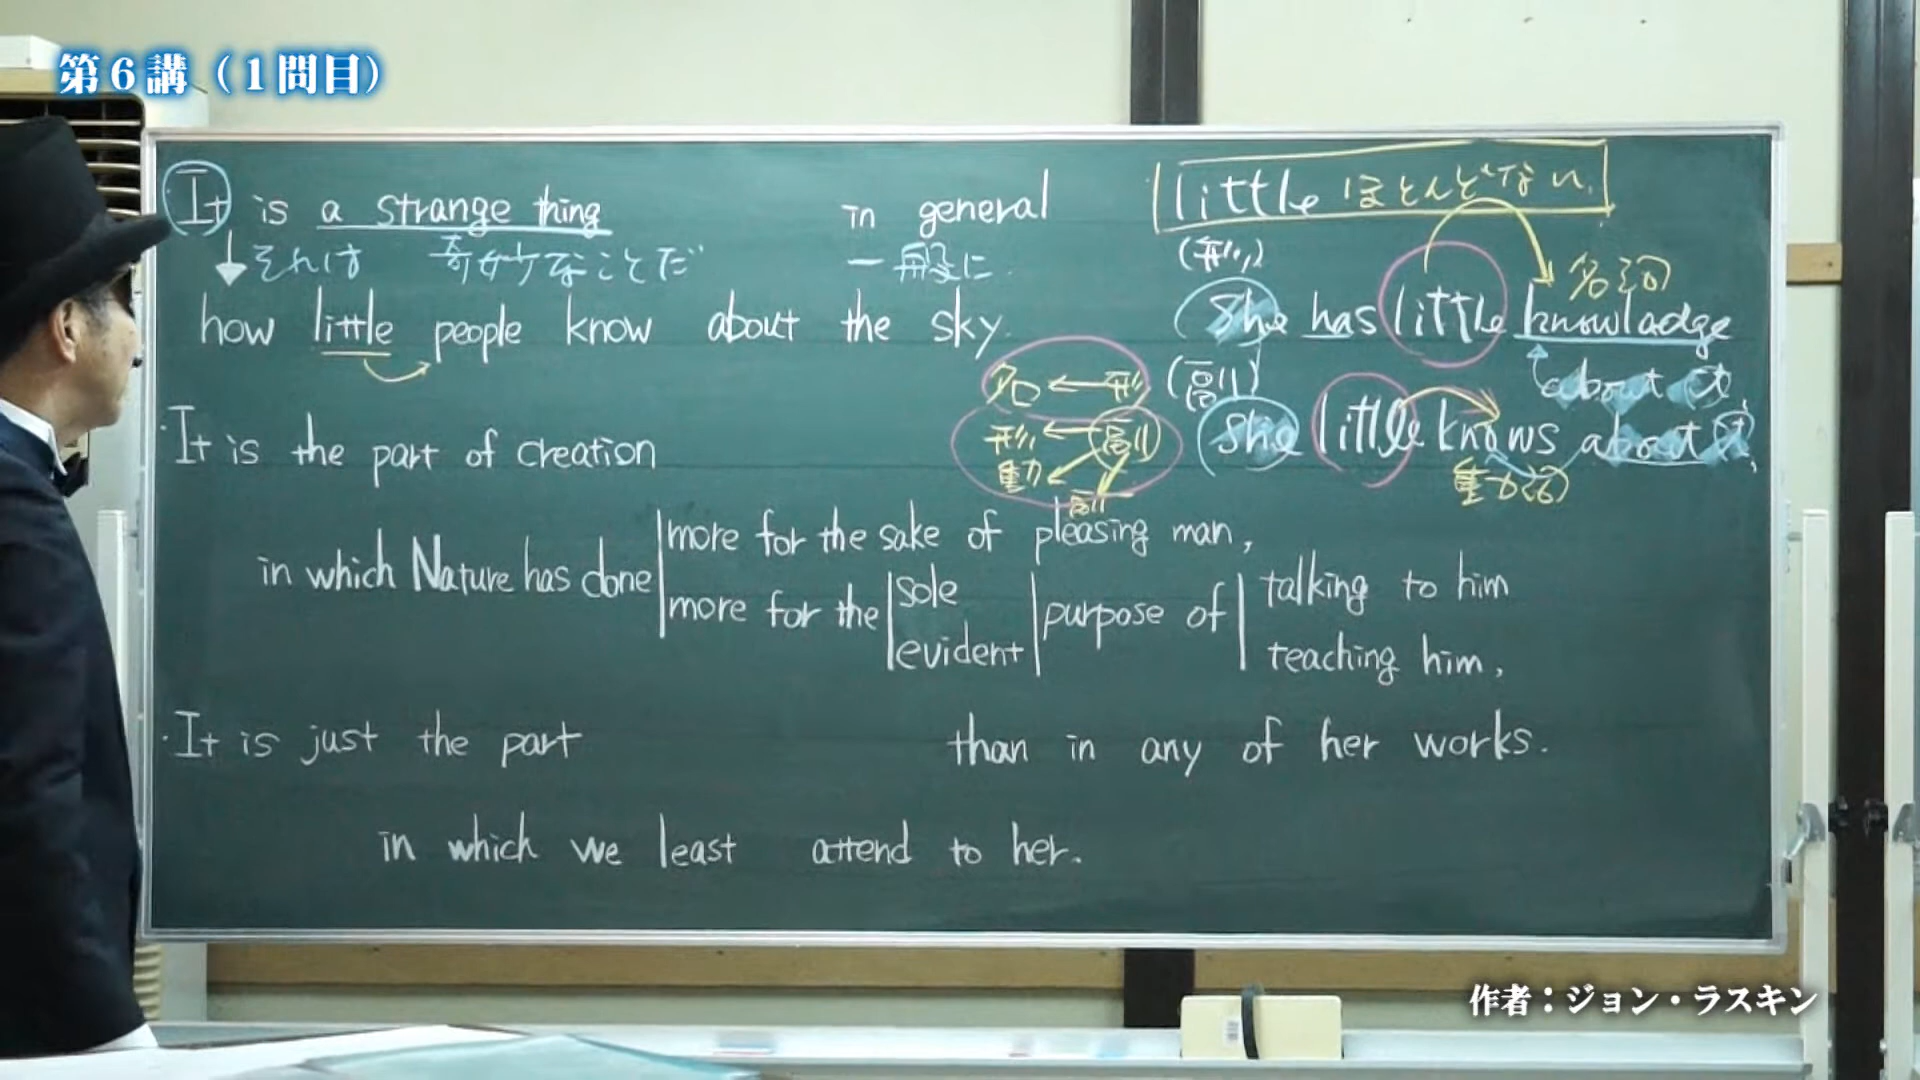 第6講（1問目）
It is a strange thing in general
それは 奇妙なことだ 一般に
how little people know about the sky.
little ほとんどない.
(形)
名詞
She has little knowladge
about it.
(副)
She little knows about it.
動詞
名 ← 形
形 ← 副
動
副
It is the part of creation
in which Nature has done
more for the sake of pleasing man,
more for the sole evident purpose of talking to him
teaching him,
It is just the part than in any of her works.
in which we least attend to her.
作者：ジョン・ラスキン